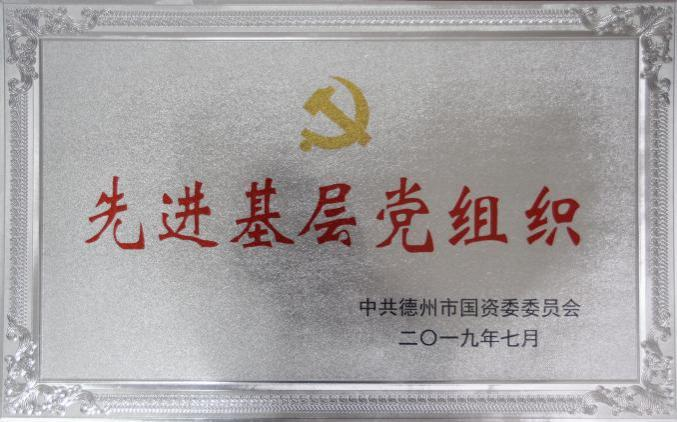 先进基层党组织
中共德州市国资委委员会
二〇一九年七月